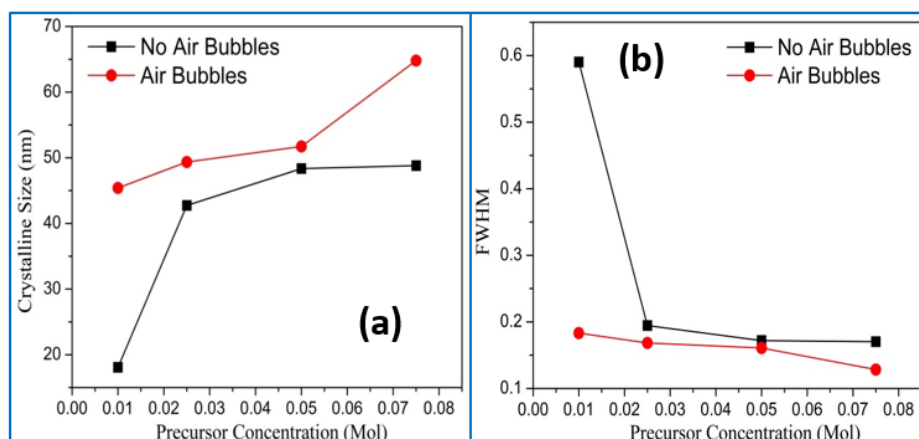 No Air Bubbles
Air Bubbles
(a)
Crystalline Size (nm)
70
60
50
40
30
20
0.00 0.01 0.02 0.03 0.04 0.05 0.06 0.07 0.08
Precursor Concentration (Mol)
(b)
No Air Bubbles
Air Bubbles
FWHM
0.6
0.5
0.4
0.3
0.2
0.1
0.00 0.01 0.02 0.03 0.04 0.05 0.06 0.07 0.08
Precursor Concentration (Mol)